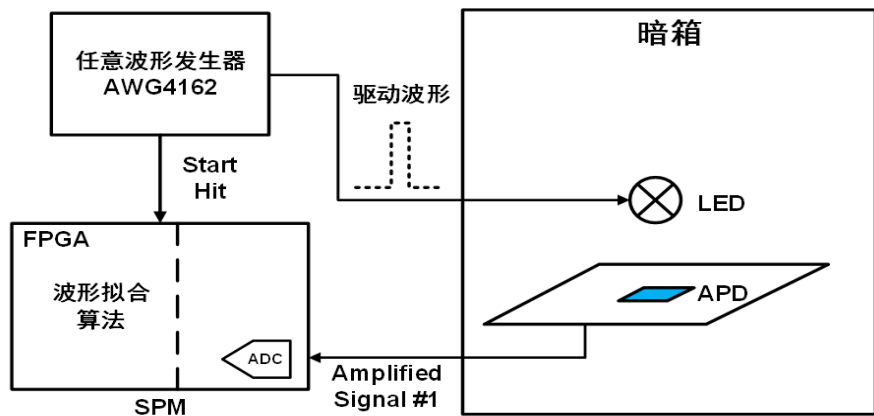 任意波形发生器
AWG4162
暗箱
驱动波形
Start
Hit
LED
FPGA
波形拟合
算法
APD
ADC
Amplified
Signal #1
SPM